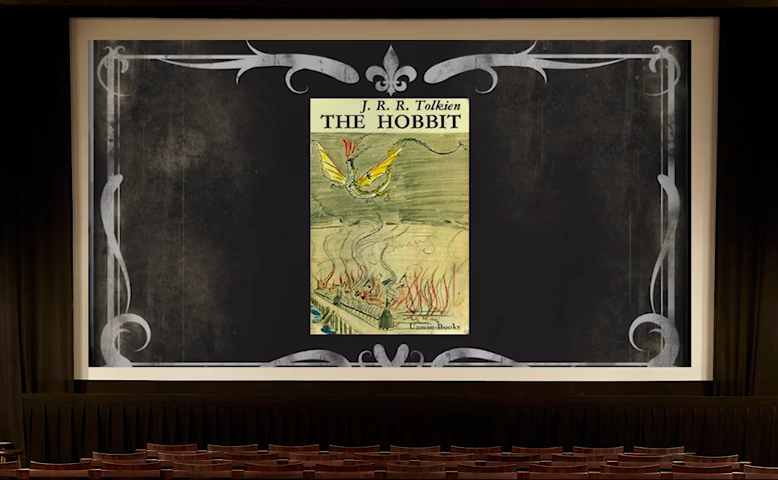 J. R. R. Tolkien
THE HOBBIT
Unwin Books